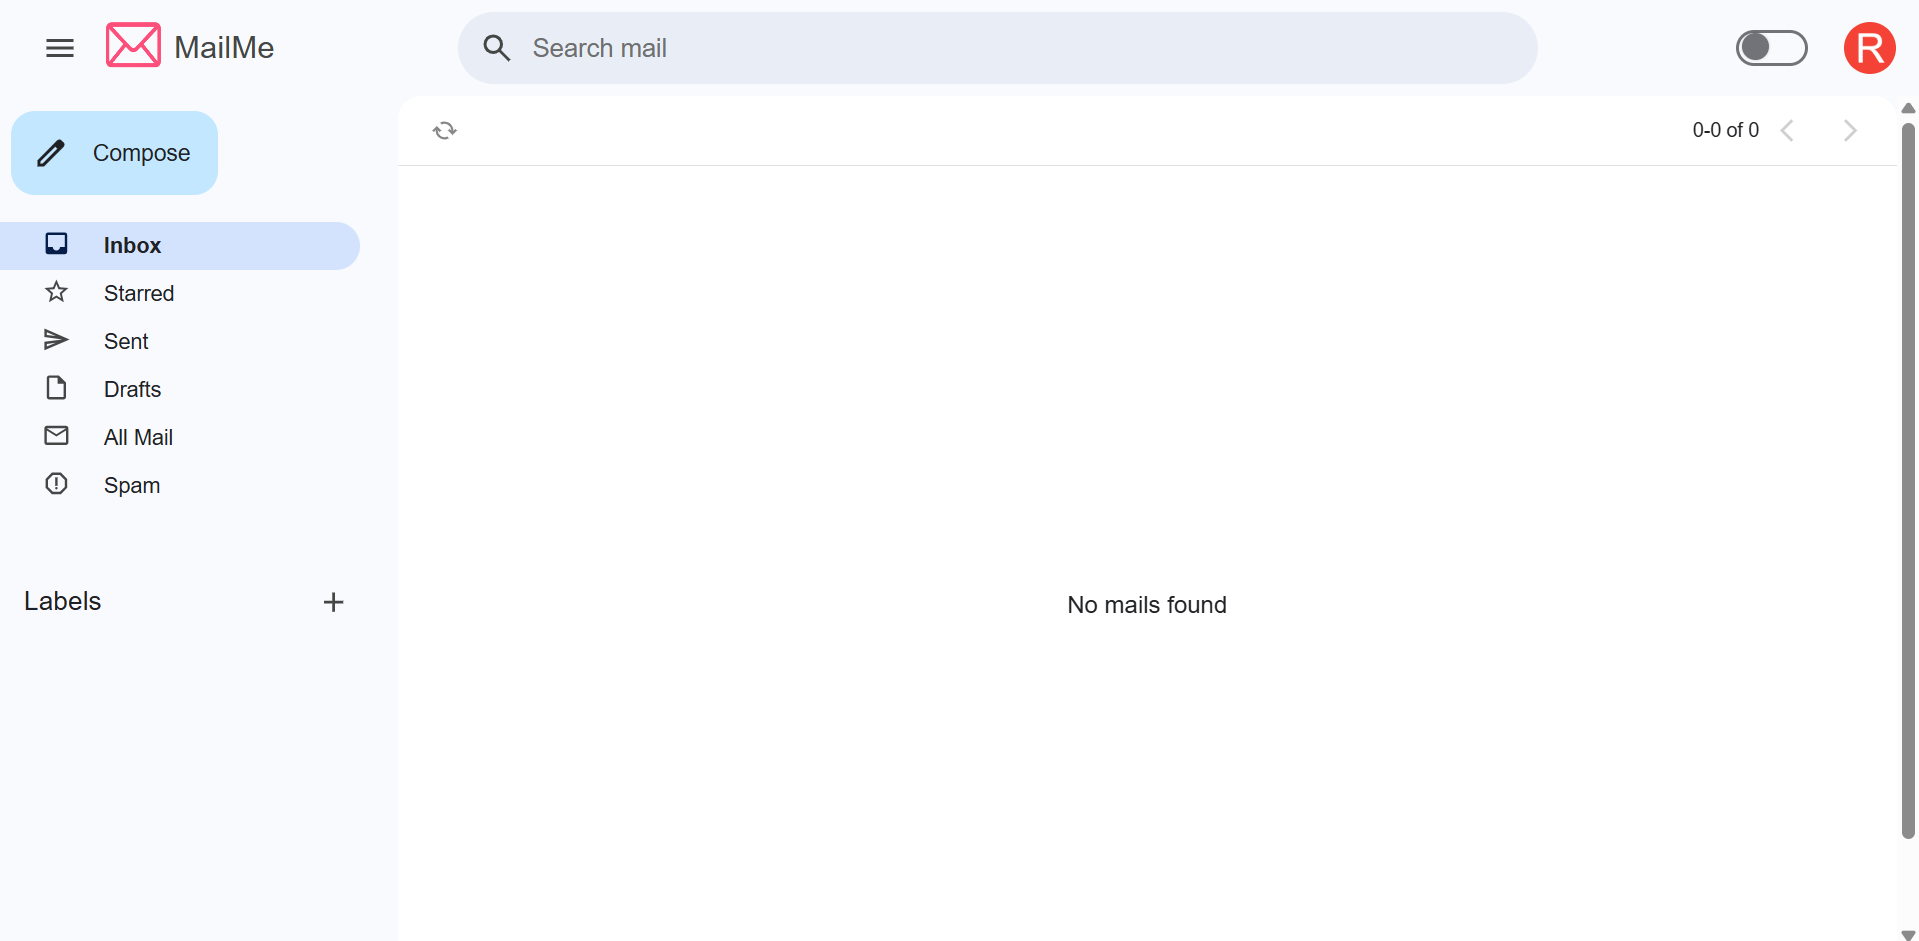 MailMe
Search mail
R
Compose
0-0 of 0
Inbox
Starred
Sent
Drafts
All Mail
Spam
Labels
No mails found